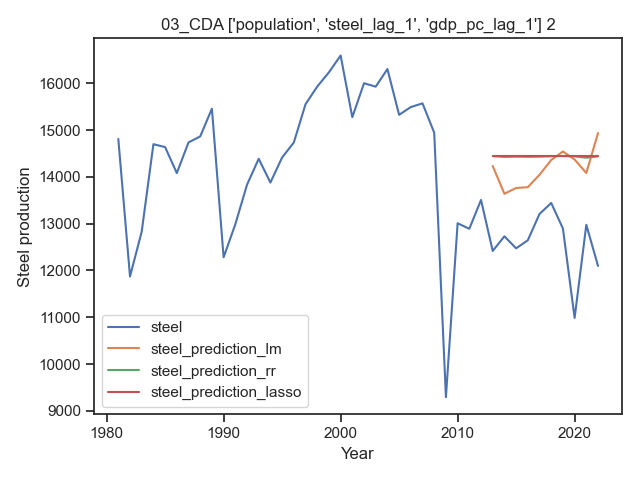 03_CDA ['population', 'steel_lag_1', 'gdp_pc_lag_1'] 2
Steel production
16000
15000
14000
13000
12000
11000
10000
9000
steel
steel_prediction_lm
steel_prediction_rr
steel_prediction_lasso
1980
1990
2000
2010
2020
Year